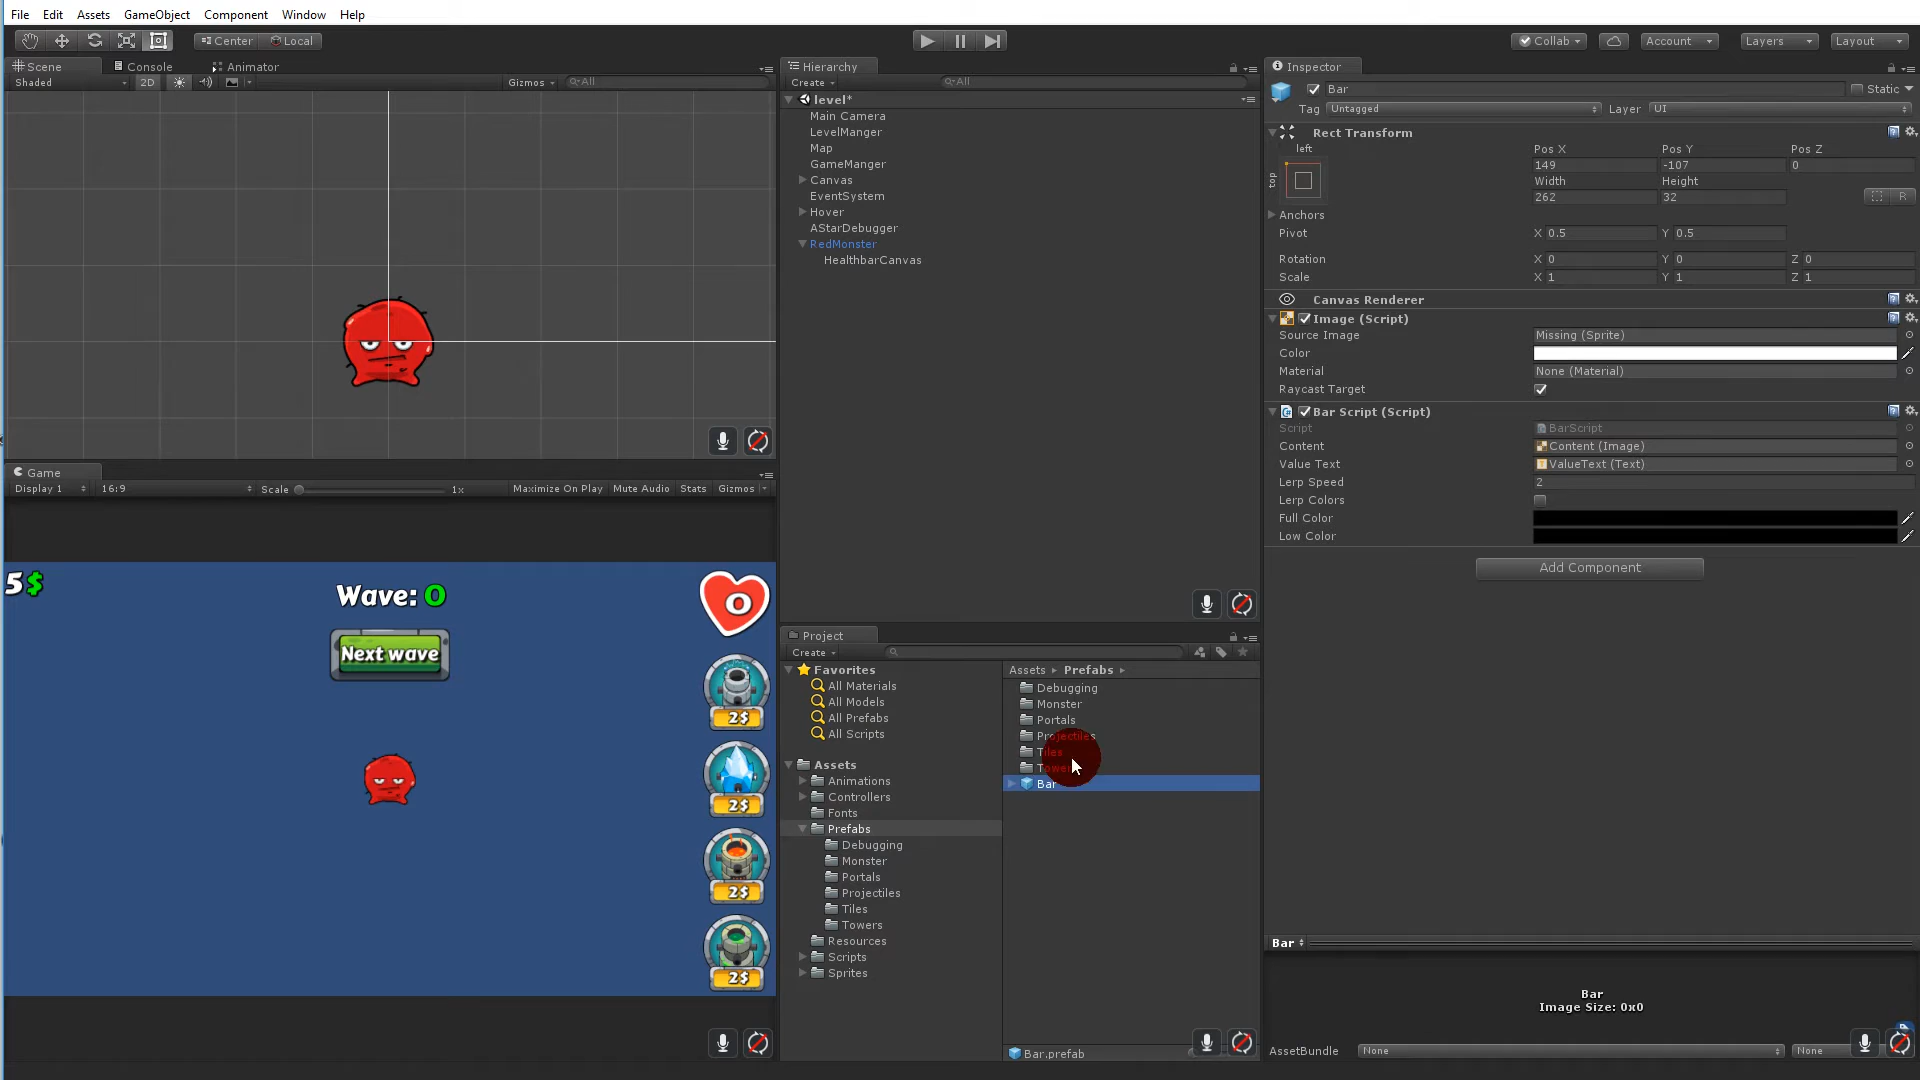 File Edit Assets GameObject Component Window Help
Center Local
Collab Account Layers Layout
Scene Console Animator
Shaded 2D Gizmos All
Hierarchy
Create All
level*
Main Camera
LevelManger
Map
GameManger
Canvas
EventSystem
Hover
AStarDebugger
RedMonster
HealthbarCanvas
Inspector
Bar Static
Tag Untagged Layer UI
Rect Transform
left
top
Pos X Pos Y Pos Z
149 -107 0
Width Height
262 32
R
Anchors
Pivot X 0.5 Y 0.5
Rotation X 0 Y 0 Z 0
Scale X 1 Y 1 Z 1
Canvas Renderer
Image (Script)
Source Image Missing (Sprite)
Color
Material None (Material)
Raycast Target
Bar Script (Script)
Script BarScript
Content Content (Image)
Value Text ValueText (Text)
Lerp Speed 2
Lerp Colors
Full Color
Low Color
Add Component
Game
Display 1 16:9 Scale 1x Maximize On Play Mute Audio Stats Gizmos
5$
Wave: 0
0
Next wave
2$
2$
2$
2$
Project
Create
Favorites
All Materials
All Models
All Prefabs
All Scripts
Assets
Animations
Controllers
Fonts
Prefabs
Debugging
Monster
Portals
Projectiles
Tiles
Towers
Resources
Scripts
Sprites
Assets Prefabs
Debugging
Monster
Portals
Projectiles
Tiles
Bar
Bar.prefab
Bar
Bar
Image Size: 0x0
AssetBundle None None